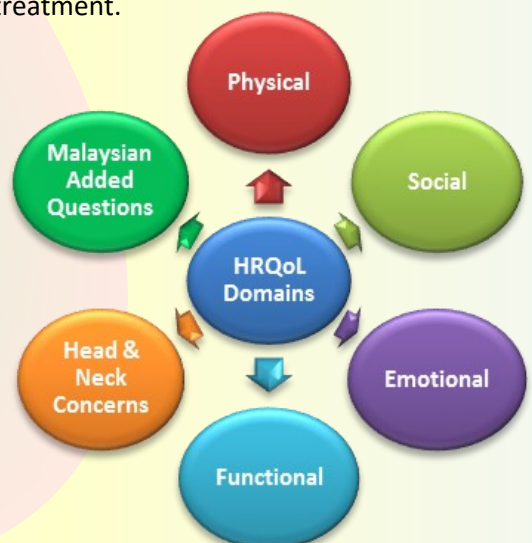 treatment.
Physical
Malaysian
Added
Questions
Social
HRQoL
Domains
Head &
Neck
Concerns
Emotional
Functional